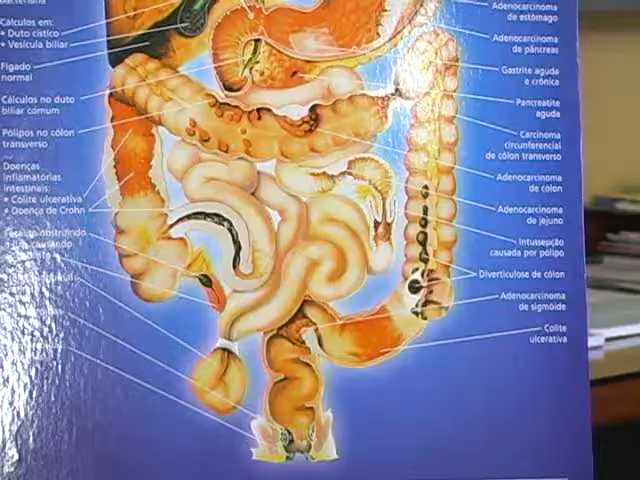 bacteriana
Cálculos em:
• Duto cístico
• Vesícula biliar
Fígado
normal
Cálculos no duto
biliar comum
Pólipos no cólon
transverso
Doenças
inflamatórias
intestinais:
• Colite ulcerativa
• Doença de Crohn
Fecalito obstruindo
causando
Adenocarcinoma
de estômago
Adenocarcinoma
de pâncreas
Gastrite aguda
e crônica
Pancreatite
aguda
Carcinoma
circunferencial
de cólon transverso
Adenocarcinoma
de cólon
Adenocarcinoma
de jejuno
Intussepção
causada por pólipo
Diverticulose de cólon
Adenocarcinoma
de sigmóide
Colite
ulcerativa